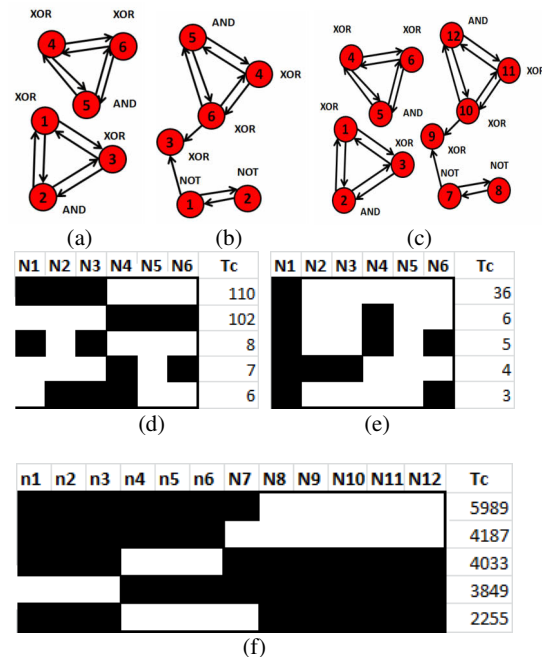 XOR
XOR
4
6
5
AND
XOR
1
XOR
3
2
AND
(a)
XOR
AND
5
4
XOR
6
XOR
3
XOR
NOT
1
2
NOT
(b)
AND
12
XOR
XOR
4
6
11
XOR
5
AND
10
XOR
XOR
1
9
XOR
XOR
3
NOT
NOT
2
AND
7
8
(c)
N1 N2 N3 N4 N5 N6 Tc
110
102
8
7
6
(d)
N1 N2 N3 N4 N5 N6 Tc
36
6
5
4
3
(e)
n1 n2 n3 n4 n5 n6 N7 N8 N9 N10 N11 N12 Tc
5989
4187
4033
3849
2255
(f)